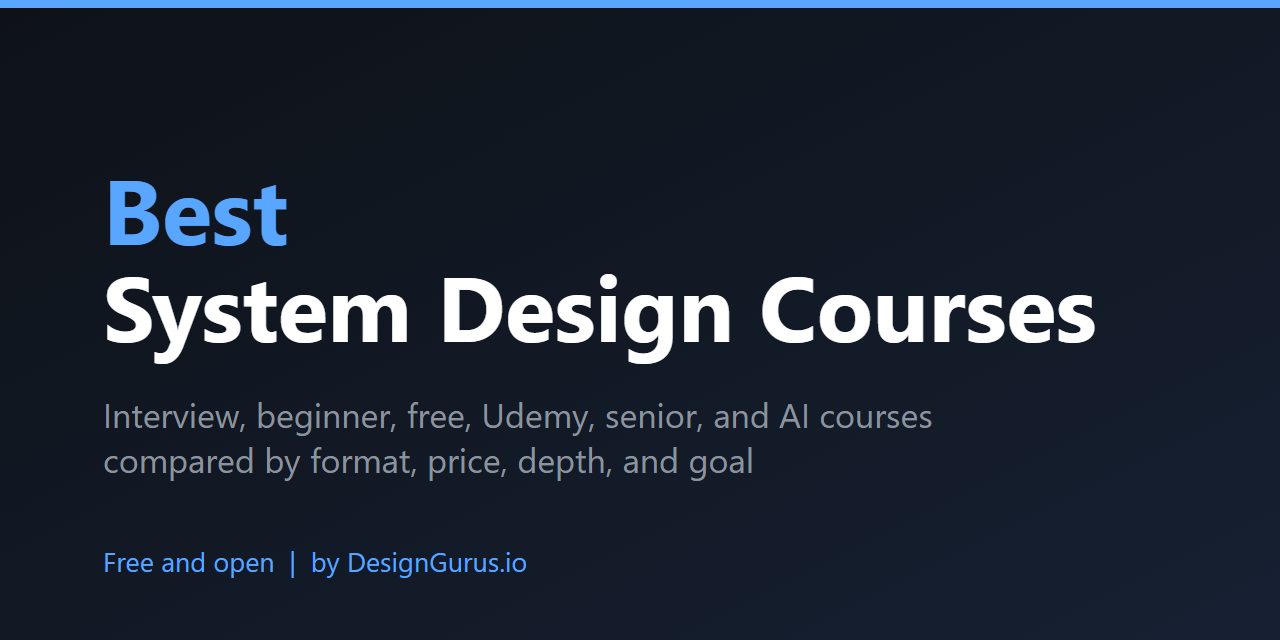 Best
System Design Courses
Interview, beginner, free, Udemy, senior, and AI courses
compared by format, price, depth, and goal
Free and open | by DesignGurus.io